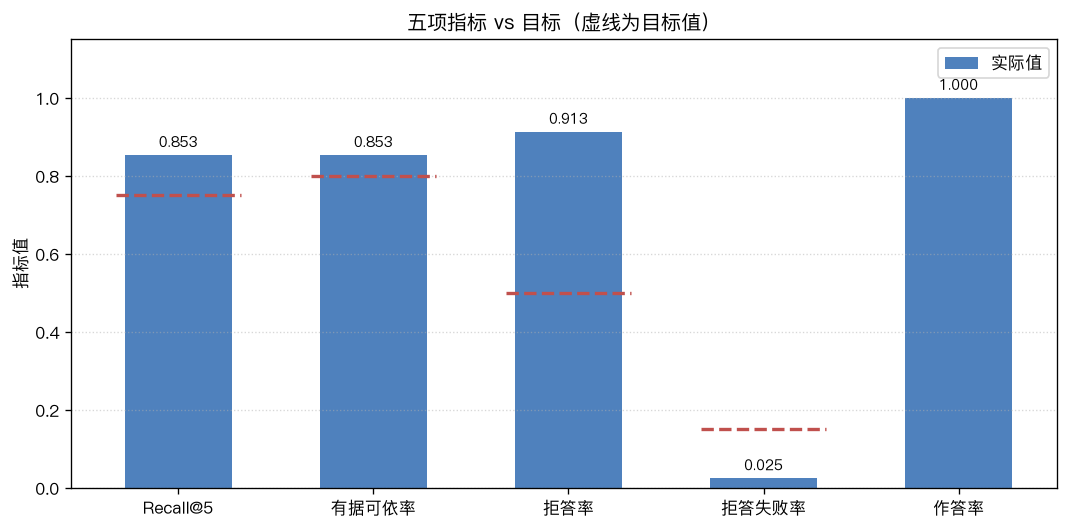 五项指标 vs 目标（虚线为目标值）
实际值
指标值
1.0
0.8
0.6
0.4
0.2
0.0
0.853
0.853
0.913
0.025
1.000
Recall@5
有据可依率
拒答率
拒答失败率
作答率